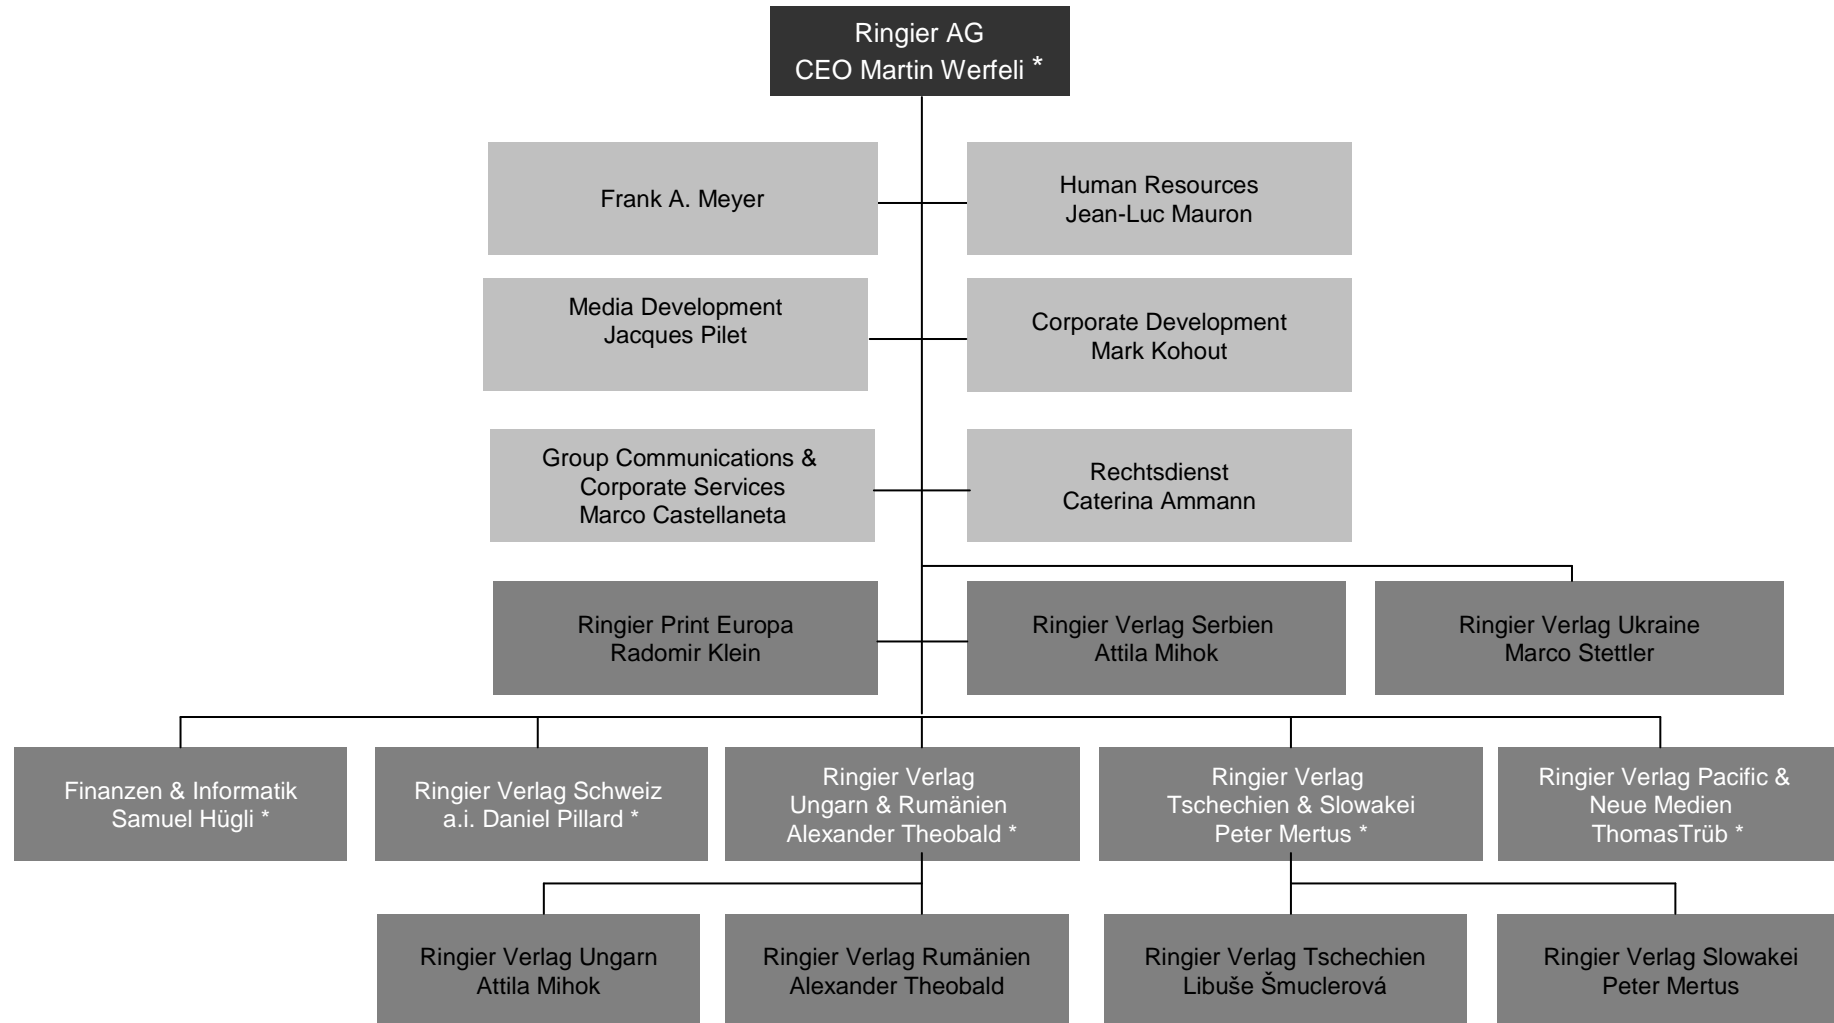 Ringier AG
CEO Martin Werfeli *
Frank A. Meyer
Human Resources
Jean-Luc Mauron
Media Development
Jacques Pilet
Corporate Development
Mark Kohout
Group Communications &
Corporate Services
Marco Castellaneta
Rechtsdienst
Caterina Ammann
Ringier Print Europa
Radomir Klein
Ringier Verlag Serbien
Attila Mihok
Ringier Verlag Ukraine
Marco Stettler
Finanzen & Informatik
Samuel Hügli *
Ringier Verlag Schweiz
a.i. Daniel Pillard *
Ringier Verlag
Ungarn & Rumänien
Alexander Theobald *
Ringier Verlag
Tschechien & Slowakei
Peter Mertus *
Ringier Verlag Pacific &
Neue Medien
ThomasTrüb *
Ringier Verlag Ungarn
Attila Mihok
Ringier Verlag Rumänien
Alexander Theobald
Ringier Verlag Tschechien
Libuše Šmuclerová
Ringier Verlag Slowakei
Peter Mertus